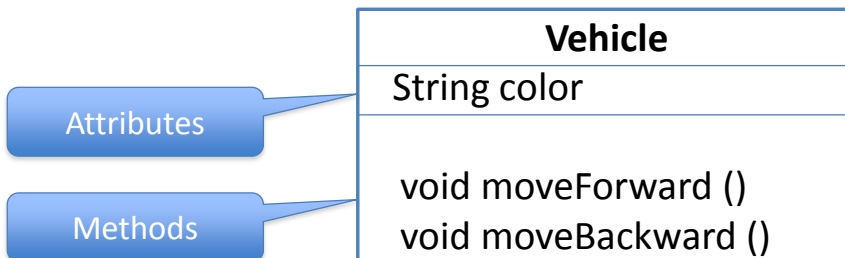 Vehicle
String color
Attributes
void moveForward ()
Methods
void moveBackward ()